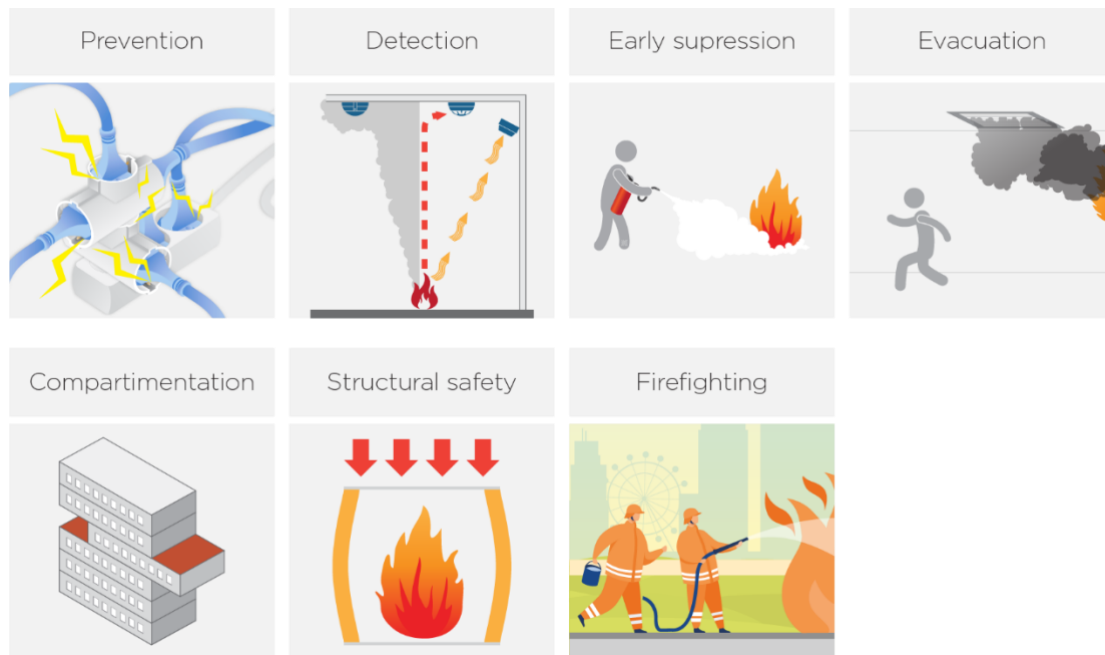 Prevention
Detection
Early supression
Evacuation
Compartimentation
Structural safety
Firefighting